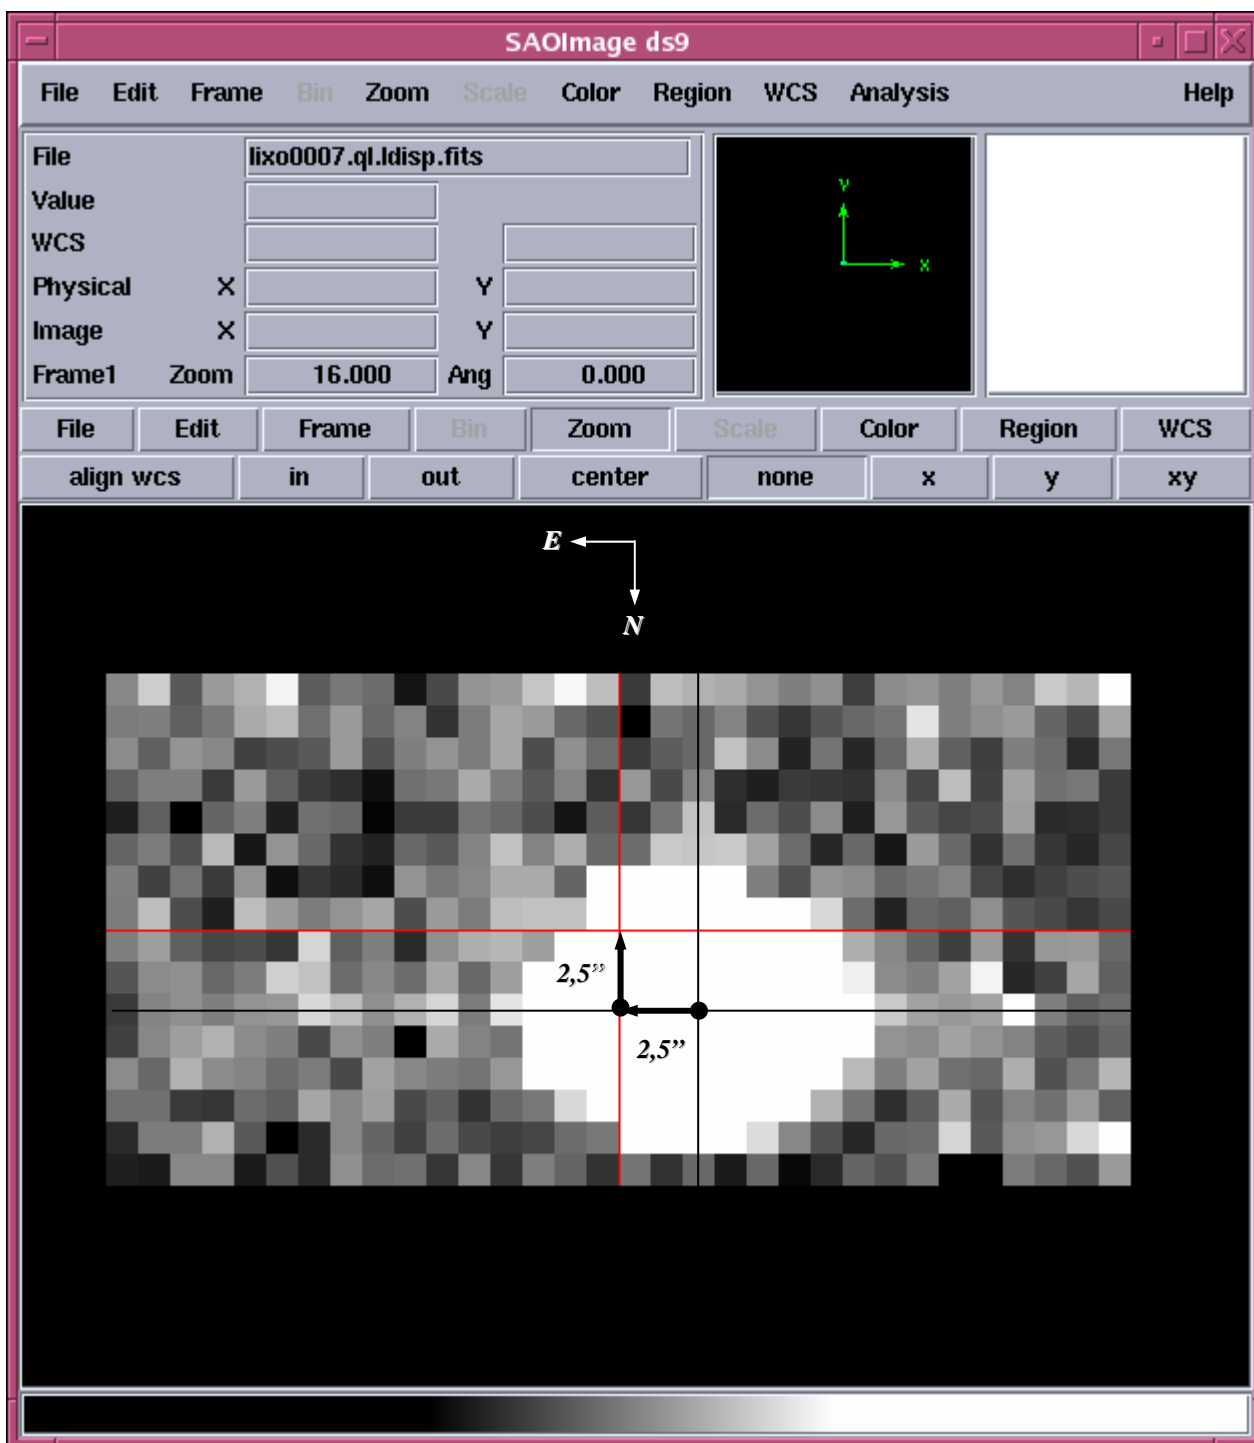 SAOImage ds9
File Edit Frame Bin Zoom Scale Color Region WCS Analysis Help
File lixo0007.ql.ldisp.fits
Value
WCS
Physical X Y
Image X Y
Frame1 Zoom 16.000 Ang 0.000
Y
X
File Edit Frame Bin Zoom Scale Color Region WCS
align wcs in out center none x y xy
E
N
2,5”
2,5”